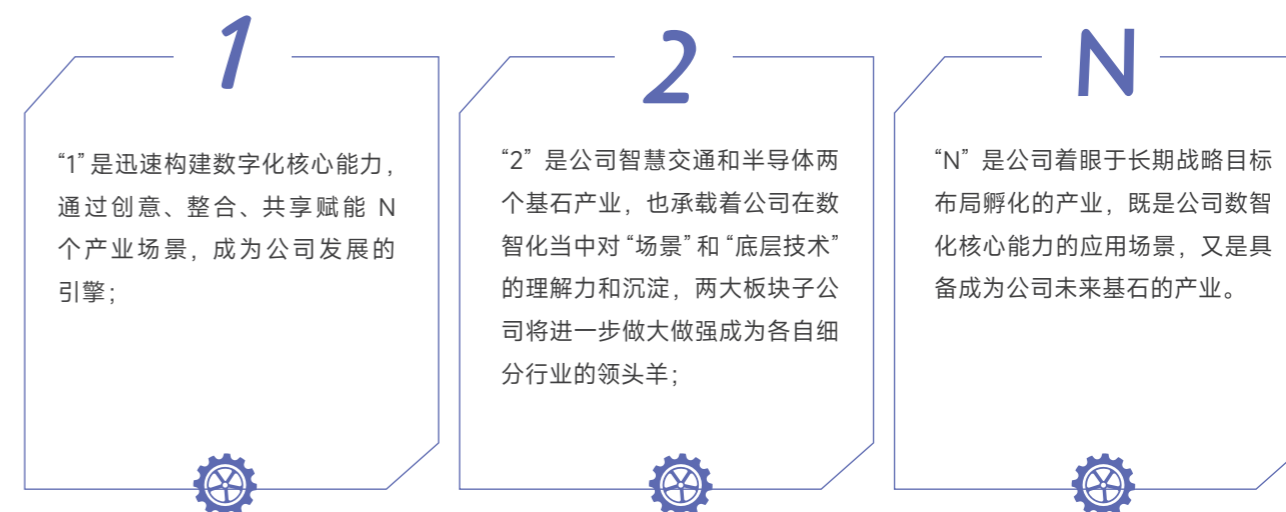 1
“1” 是迅速构建数字化核心能力，
通过创意、整合、共享赋能 N
个产业场景，成为公司发展的
引擎；
2
“2” 是公司智慧交通和半导体两
个基石产业，也承载着公司在数
智化当中对 “场景” 和 “底层技术”
的理解力和沉淀，两大板块子公
司将进一步做大做强成为各自细
分行业的领头羊；
N
“N” 是公司着眼于长期战略目标
布局孵化的产业，既是公司数智
化核心能力的应用场景，又是具
备成为公司未来基石的产业。